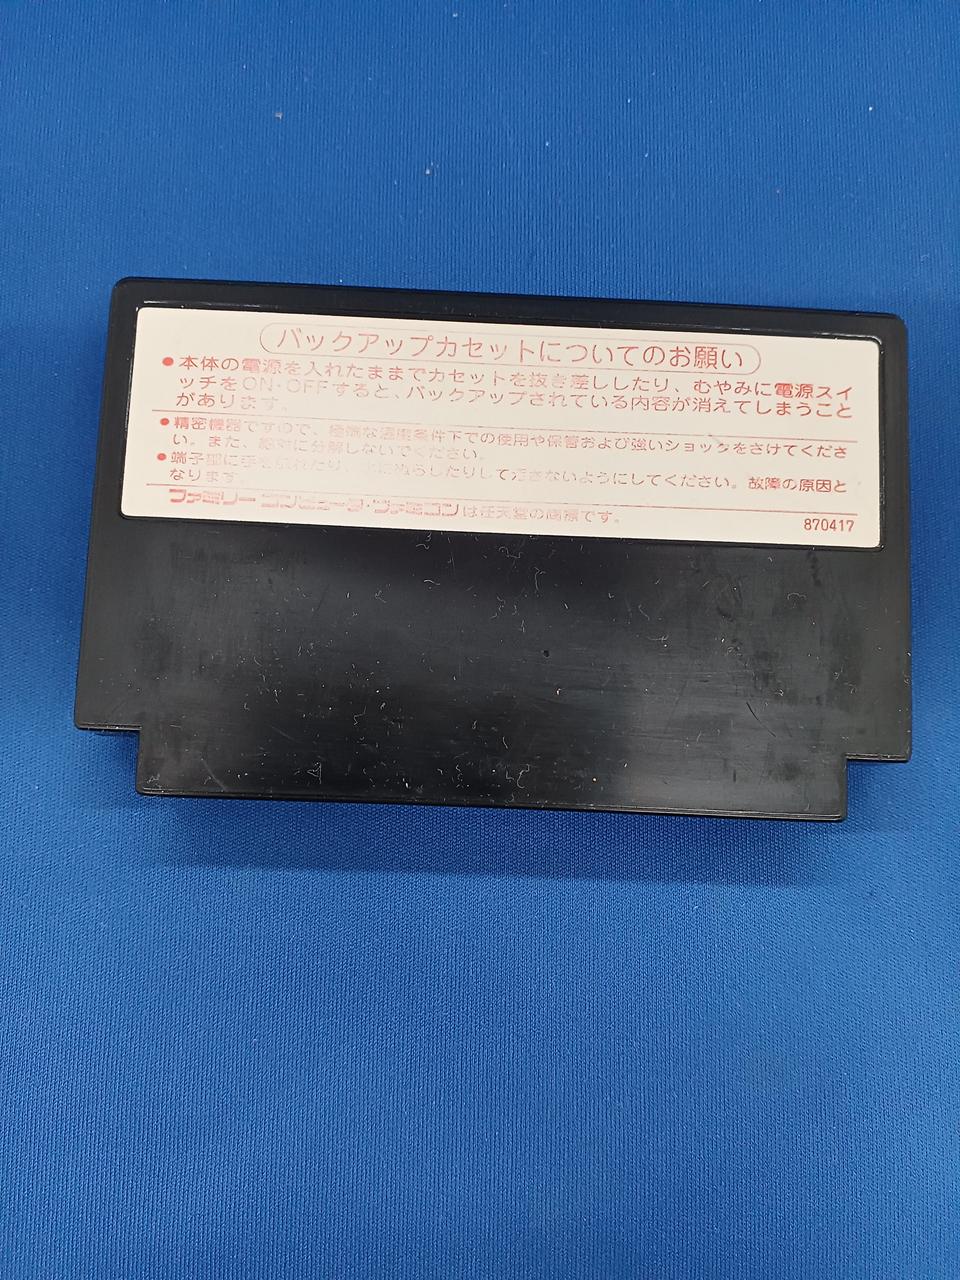 バックアップカセットについてのお願い
●本体の電源を入れたままでカセットを抜き差ししたり、むやみに電源スイ
ッチをON・OFFすると、バックアップされている内容が消えてしまうこと
があります。
●精密機器ですので、極端な温度条件下での使用や保管および強いショックをさけてくださ
い。また、絶対に分解しないでください。
●端子部に手を触れたり、水にぬらしたりして汚さないようにしてください。故障の原因と
なります。
ファミリーコンピュータ・ファミコンは任天堂の商標です。
870417